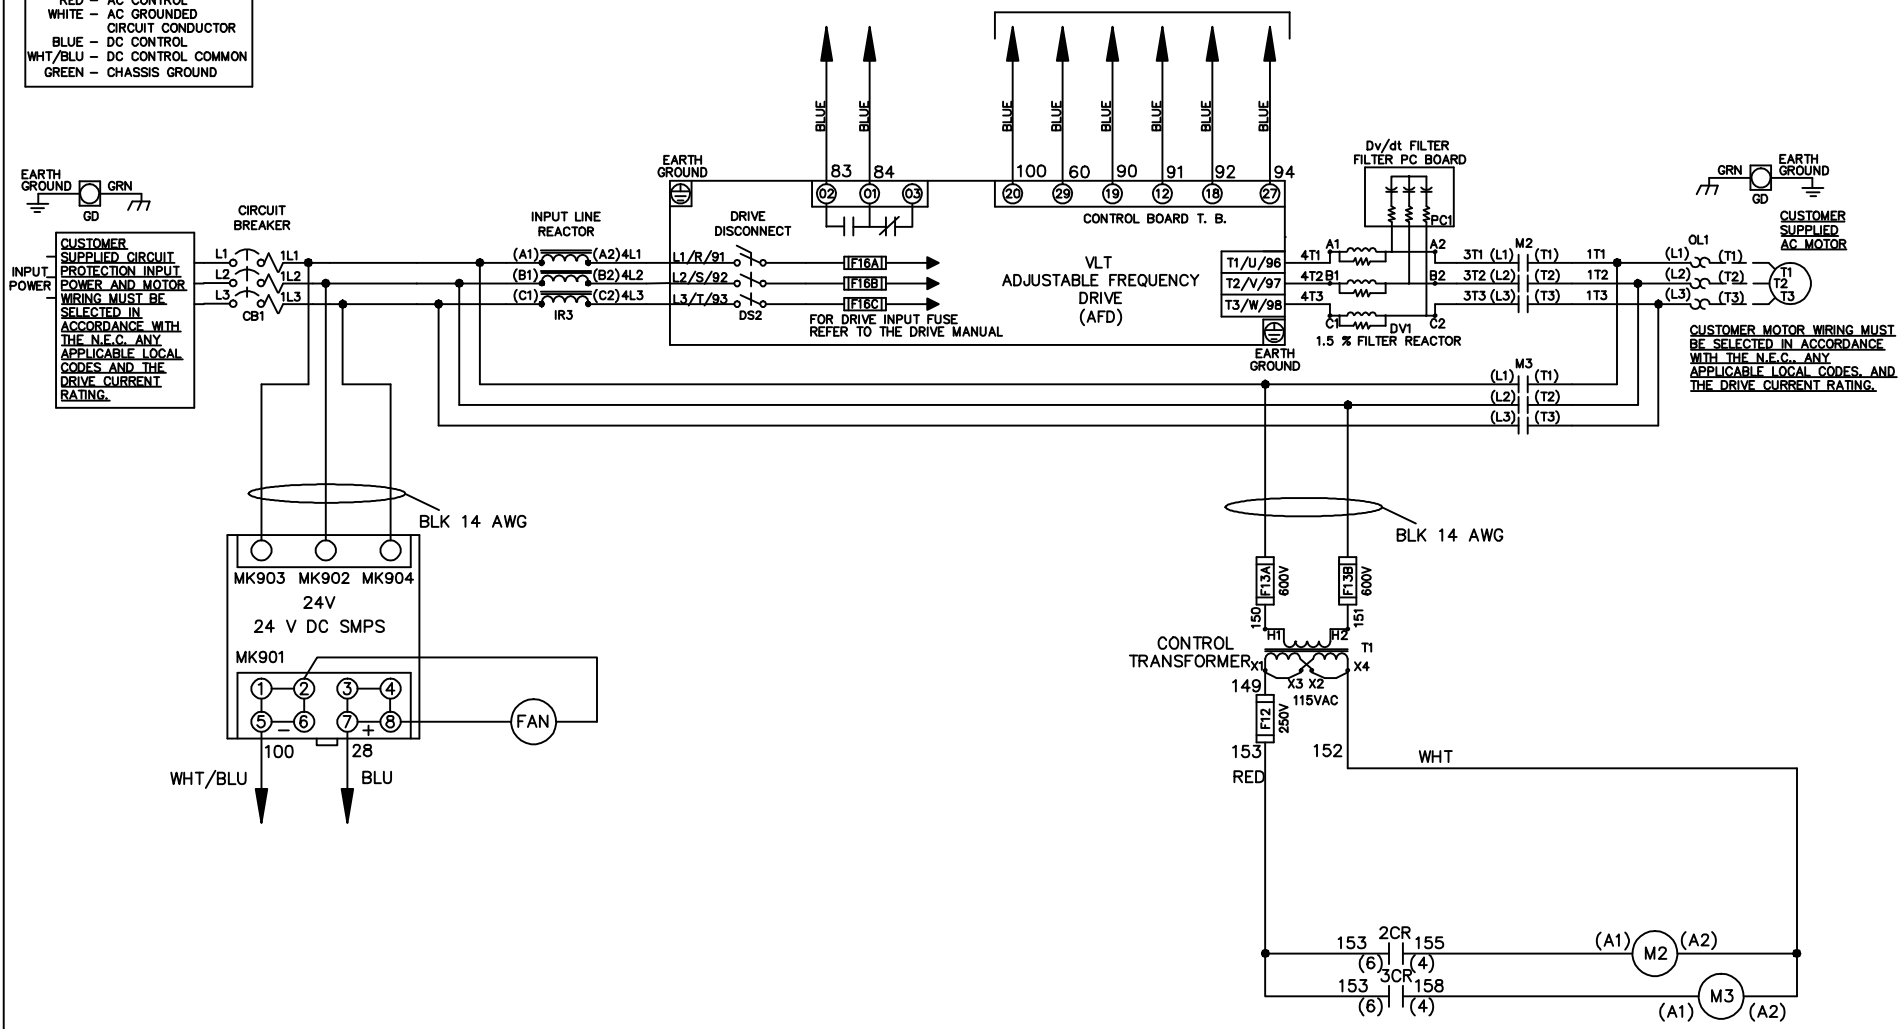 RED – AC CONTROL
WHITE – AC GROUNDED
CIRCUIT CONDUCTOR
BLUE – DC CONTROL
WHT/BLU – DC CONTROL COMMON
GREEN – CHASSIS GROUND
BLUE
BLUE
BLUE
BLUE
BLUE
BLUE
BLUE
BLUE
EARTH
GROUND
GRN
GD
CUSTOMER
SUPPLIED CIRCUIT
PROTECTION INPUT
POWER AND MOTOR
WIRING MUST BE
SELECTED IN
ACCORDANCE WITH
THE N.E.C. ANY
APPLICABLE LOCAL
CODES AND THE
DRIVE CURRENT
RATING.
INPUT
POWER
CIRCUIT
BREAKER
L1 1L1
L2 1L2
L3 1L3
CB1
INPUT LINE
REACTOR
(A1) (A2) 4L1
(B1) (B2) 4L2
(C1) (C2) 4L3
IR3
EARTH
GROUND
L1/R/91
L2/S/92
L3/T/93
DRIVE
DISCONNECT
DS2
83 84
02 01 03
F16A
F16B
F16C
FOR DRIVE INPUT FUSE
REFER TO THE DRIVE MANUAL
100 60 90 91 92 94
20 29 19 12 18 27
CONTROL BOARD T. B.
VLT
ADJUSTABLE FREQUENCY
DRIVE
(AFD)
T1/U/96
T2/V/97
T3/W/98
EARTH
GROUND
Dv/dt FILTER
FILTER PC BOARD
PC1
4T1 A1 A2
4T2 B1 B2
4T3 C1 C2
DV1
1.5 % FILTER REACTOR
M2
3T1 (L1) (T1) 1T1
3T2 (L2) (T2) 1T2
3T3 (L3) (T3) 1T3
M3
(L1) (T1)
(L2) (T2)
(L3) (T3)
OL1
(L1) (T1)
(L2) (T2)
(L3) (T3)
T1
T2
T3
GRN
EARTH
GROUND
GD
CUSTOMER
SUPPLIED
AC MOTOR
CUSTOMER MOTOR WIRING MUST
BE SELECTED IN ACCORDANCE
WITH THE N.E.C., ANY
APPLICABLE LOCAL CODES, AND
THE DRIVE CURRENT RATING.
BLK 14 AWG
MK903 MK902 MK904
24V
24 V DC SMPS
MK901
1 2 3 4
5 – 6 7 + 8
FAN
100 28
WHT/BLU BLU
BLK 14 AWG
F13A
600V
F13B
600V
150 151
H1 H2
T1
CONTROL
TRANSFORMER
X1 X4
X3 X2
149
115VAC
F12
250V
153
RED
152
WHT
2CR
153 155
(6) (4)
(A1) M2 (A2)
3CR
153 158
(6) (4)
(A1) M3 (A2)